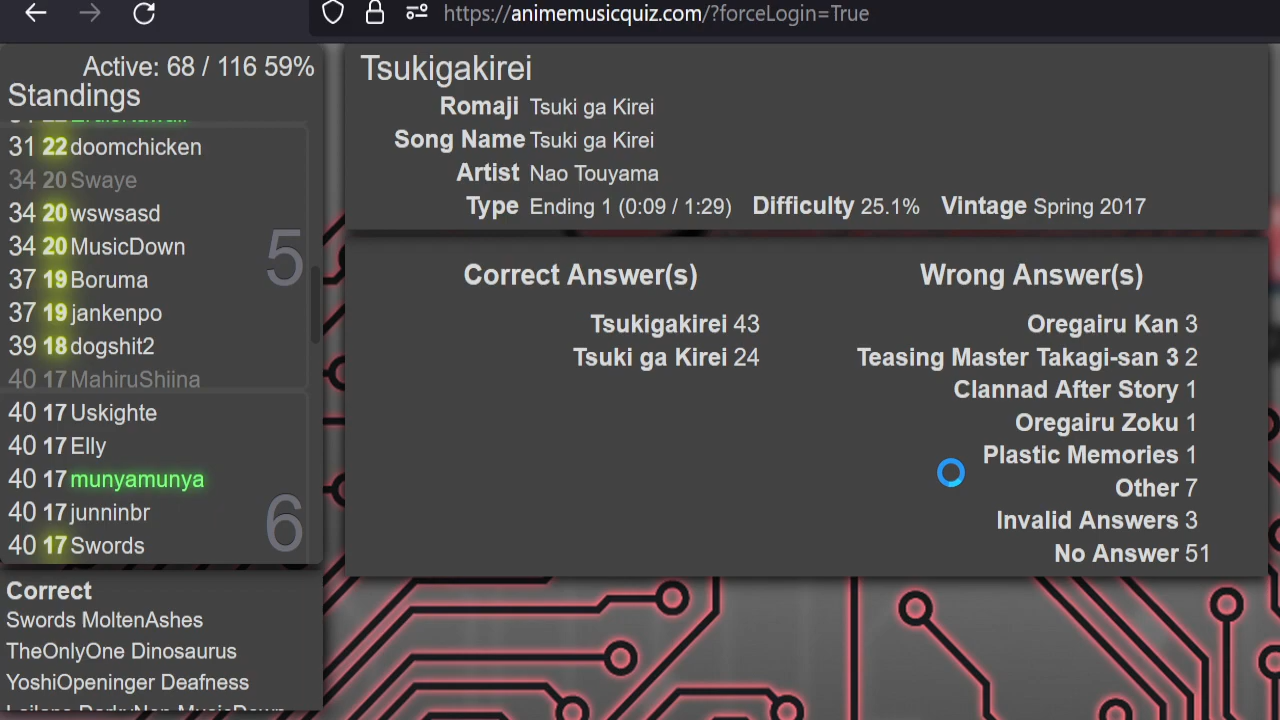 https://animemusicquiz.com/?forceLogin=True
Active: 68 / 116 59%
Standings
31 22 doomchicken
34 20 Swaye
34 20 wswsasd
34 20 MusicDown
5
37 19 Boruma
37 19 jankenpo
39 18 dogshit2
40 17 MahiruShiina
40 17 Uskighte
40 17 Elly
40 17 munyamunya
40 17 junninbr
6
40 17 Swords
Correct
Swords MoltenAshes
TheOnlyOne Dinosaurus
YoshiOpeninger Deafness
Tsukigakirei
Romaji Tsuki ga Kirei
Song Name Tsuki ga Kirei
Artist Nao Touyama
Type Ending 1 (0:09 / 1:29) Difficulty 25.1% Vintage Spring 2017
Correct Answer(s)
Tsukigakirei 43
Tsuki ga Kirei 24
Wrong Answer(s)
Oregairu Kan 3
Teasing Master Takagi-san 3 2
Clannad After Story 1
Oregairu Zoku 1
Plastic Memories 1
Other 7
Invalid Answers 3
No Answer 51